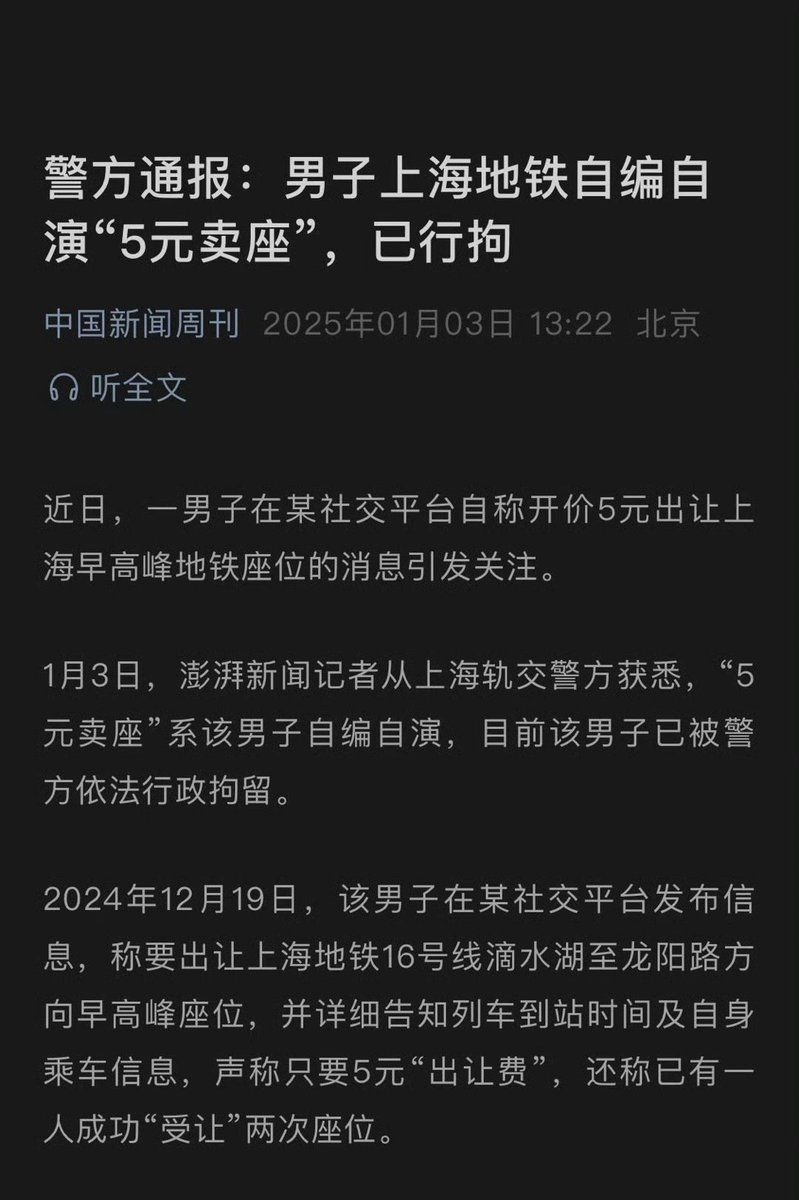 警方通报：男子上海地铁自编自
演“5元卖座”，已行拘
中国新闻周刊 2025年01月03日 13:22 北京
听全文
近日，一男子在某社交平台自称开价5元出让上
海早高峰地铁座位的消息引发关注。
1月3日，澎湃新闻记者从上海轨交警方获悉，“5
元卖座”系该男子自编自演，目前该男子已被警
方依法行政拘留。
2024年12月19日，该男子在某社交平台发布信
息，称要出让上海地铁16号线滴水湖至龙阳路方
向早高峰座位，并详细告知列车到站时间及自身
乘车信息，声称只要5元“出让费”，还称已有一
人成功“受让”两次座位。